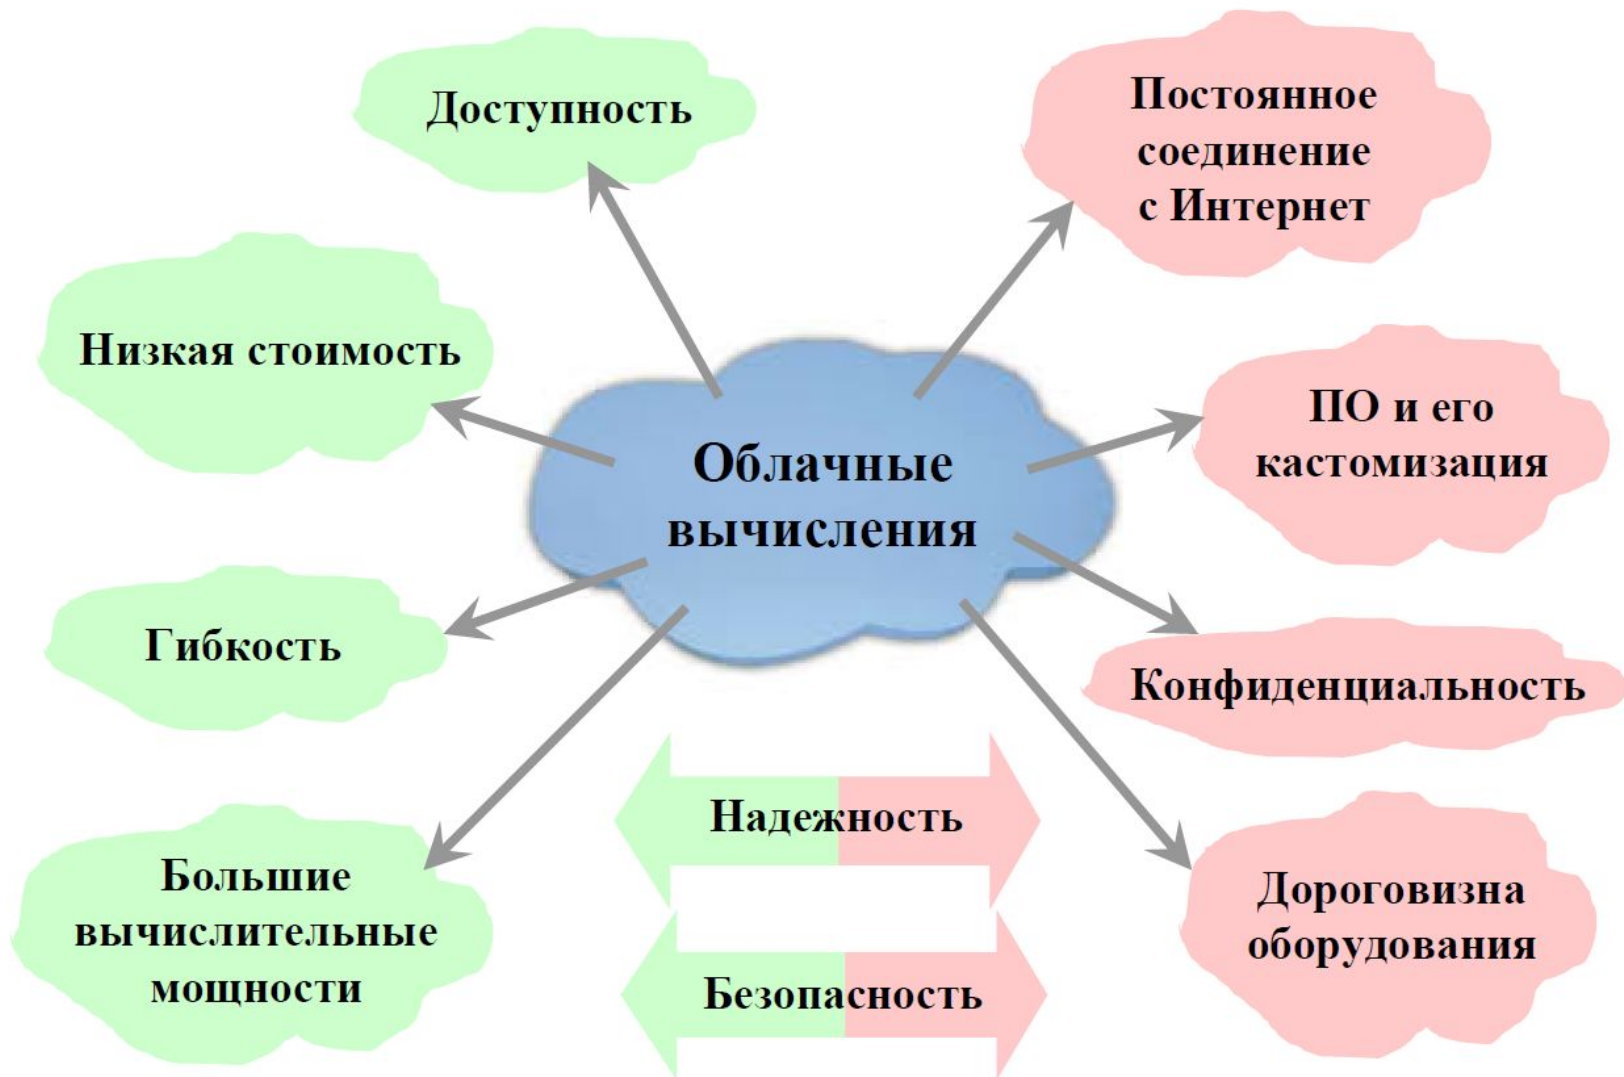 Доступность
Постоянное
соединение
с Интернет
Низкая стоимость
ПО и его
кастомизация
Облачные
вычисления
Гибкость
Конфиденциальность
Надежность
Большие
вычислительные
мощности
Дороговизна
оборудования
Безопасность